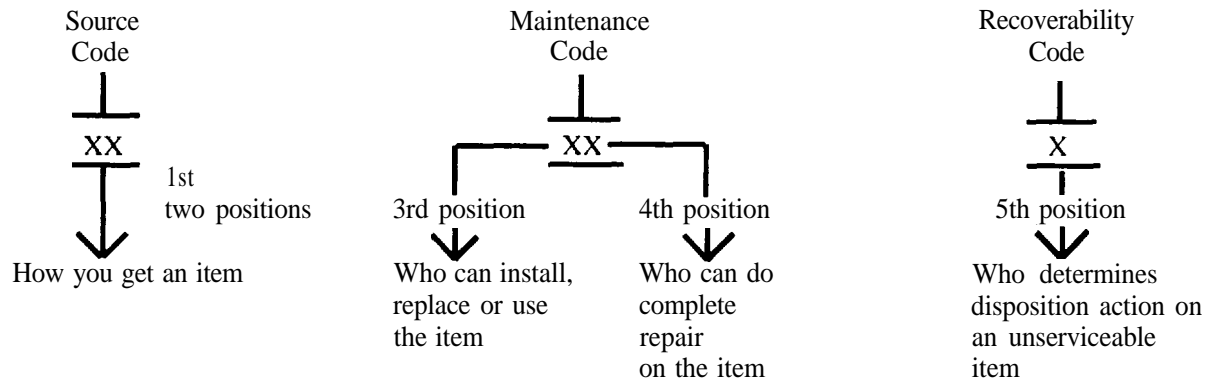 Source
Code
XX
1st
two positions
How you get an item
Maintenance
Code
XX
3rd position
4th position
Who can install,
replace or use
the item
Who can do
complete
repair
on the item
Recoverability
Code
X
5th position
Who determines
disposition action on
an unserviceable
item